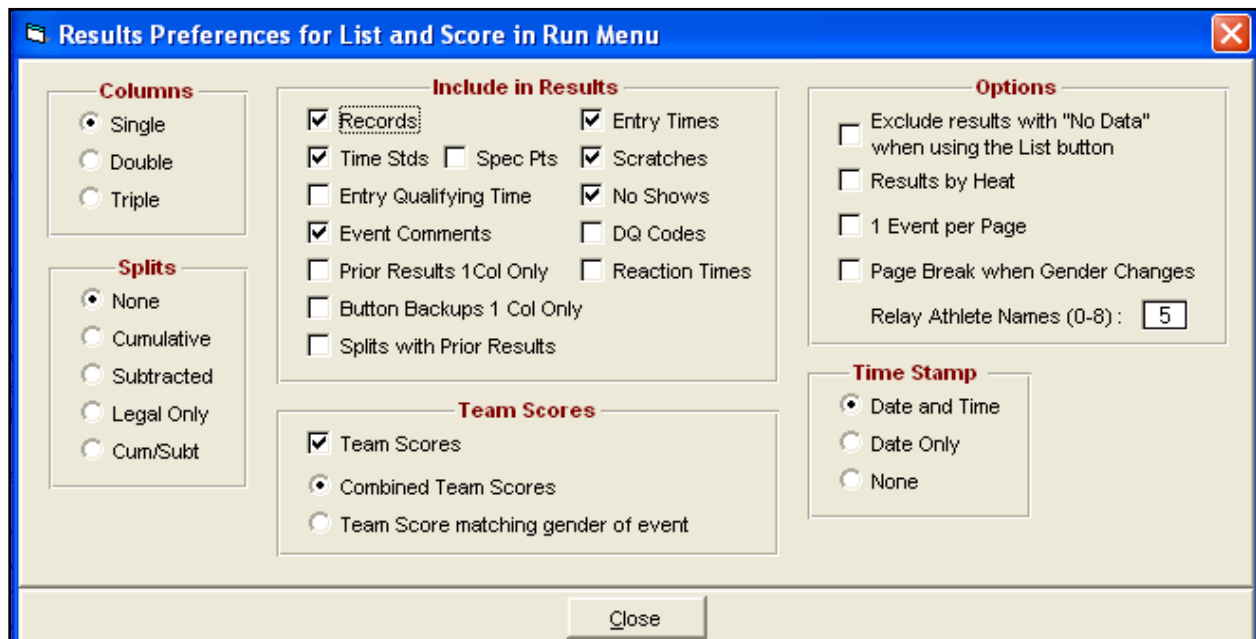 Results Preferences for List and Score in Run Menu
Columns
Single
Double
Triple
Splits
None
Cumulative
Subtracted
Legal Only
Cum/Subt
Include in Results
Records
Entry Times
Time Stds
Spec Pts
Scratches
Entry Qualifying Time
No Shows
Event Comments
DQ Codes
Prior Results 1Col Only
Reaction Times
Button Backups 1 Col Only
Splits with Prior Results
Team Scores
Team Scores
Combined Team Scores
Team Score matching gender of event
Options
Exclude results with "No Data"
when using the List button
Results by Heat
1 Event per Page
Page Break when Gender Changes
Relay Athlete Names (0-8) : 5
Time Stamp
Date and Time
Date Only
None
Close